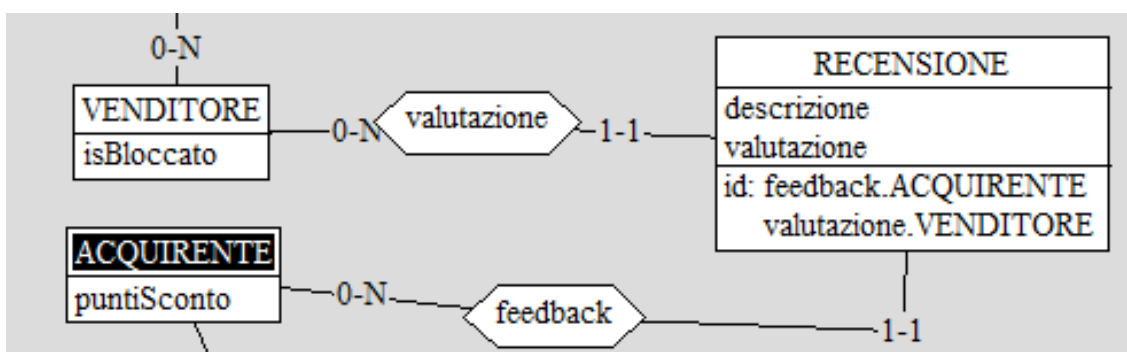 0-N
VENDITORE
isBloccato
0-N
valutazione
1-1
RECENSIONE
descrizione
valutazione
id: feedback.ACQUIRENTE
valutazione.VENDITORE
ACQUIRENTE
puntiSconto
0-N
feedback
1-1